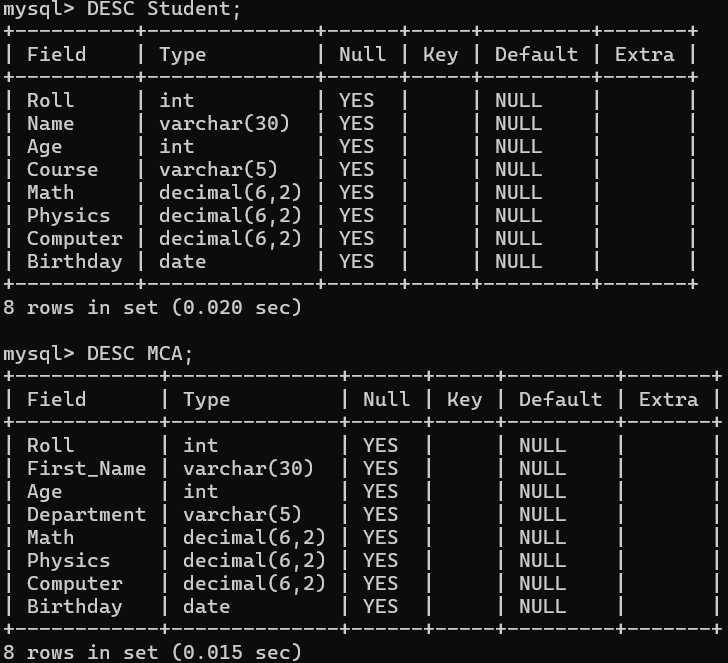 mysql> DESC Student;
+----------+--------------+------+-----+---------+-------+
| Field    | Type         | Null | Key | Default | Extra |
+----------+--------------+------+-----+---------+-------+
| Roll     | int          | YES  |     | NULL    |       |
| Name     | varchar(30)  | YES  |     | NULL    |       |
| Age      | int          | YES  |     | NULL    |       |
| Course   | varchar(5)   | YES  |     | NULL    |       |
| Math     | decimal(6,2) | YES  |     | NULL    |       |
| Physics  | decimal(6,2) | YES  |     | NULL    |       |
| Computer | decimal(6,2) | YES  |     | NULL    |       |
| Birthday | date         | YES  |     | NULL    |       |
+----------+--------------+------+-----+---------+-------+
8 rows in set (0.020 sec)

mysql> DESC MCA;
+------------+--------------+------+-----+---------+-------+
| Field      | Type         | Null | Key | Default | Extra |
+------------+--------------+------+-----+---------+-------+
| Roll       | int          | YES  |     | NULL    |       |
| First_Name | varchar(30)  | YES  |     | NULL    |       |
| Age        | int          | YES  |     | NULL    |       |
| Department | varchar(5)   | YES  |     | NULL    |       |
| Math       | decimal(6,2) | YES  |     | NULL    |       |
| Physics    | decimal(6,2) | YES  |     | NULL    |       |
| Computer   | decimal(6,2) | YES  |     | NULL    |       |
| Birthday   | date         | YES  |     | NULL    |       |
+------------+--------------+------+-----+---------+-------+
8 rows in set (0.015 sec)